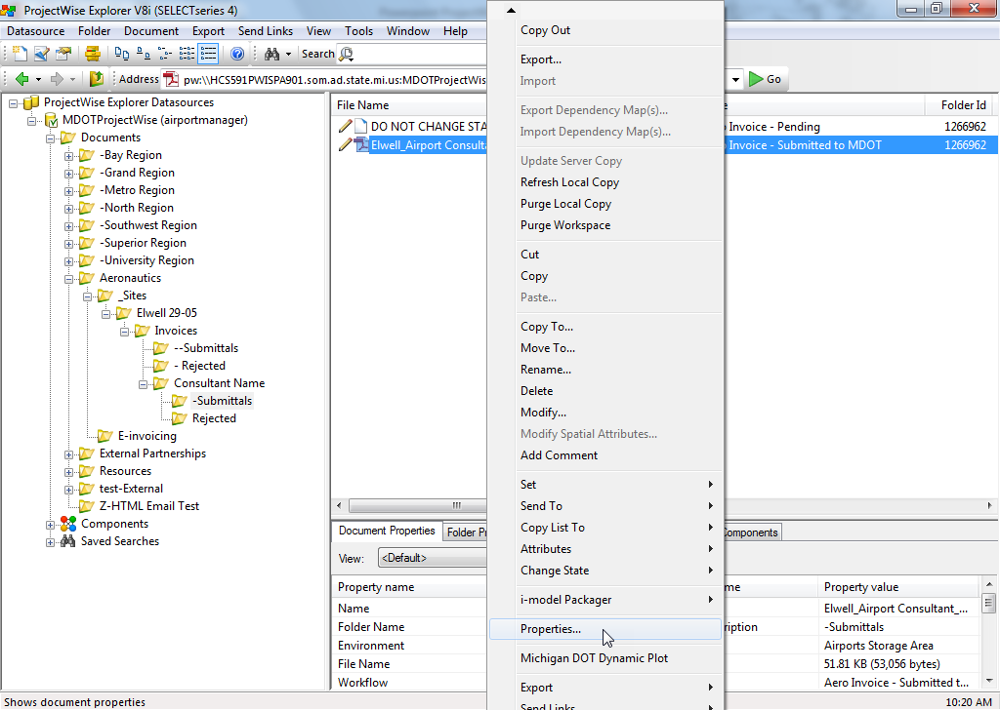 ProjectWise Explorer V8i (SELECTseries 4)
Datasource Folder Document Export Send Links View Tools Window Help
Search
Address pw:\\HCS591PWISPA901.som.ad.state.mi.us:MDOTProjectWis Go
ProjectWise Explorer Datasources
MDOTProjectWise (airportmanager)
Documents
-Bay Region
-Grand Region
-Metro Region
-North Region
-Southwest Region
-Superior Region
-University Region
Aeronautics
_Sites
Elwell 29-05
Invoices
--Submittals
- Rejected
Consultant Name
-Submittals
Rejected
E-invoicing
External Partnerships
Resources
test-External
Z-HTML Email Test
Components
Saved Searches
File Name Folder Id
DO NOT CHANGE STA Invoice - Pending 1266962
Elwell_Airport Consulta Invoice - Submitted to MDOT 1266962
Copy Out
Export...
Import
Export Dependency Map(s)...
Import Dependency Map(s)...
Update Server Copy
Refresh Local Copy
Purge Local Copy
Purge Workspace
Cut
Copy
Paste...
Copy To...
Move To...
Rename...
Delete
Modify...
Modify Spatial Attributes...
Add Comment
Set
Send To
Copy List To
Attributes
Change State
i-model Packager
Properties...
Michigan DOT Dynamic Plot
Export
Send Links
Document Properties Folder Pr Components
View: <Default>
Property name me Property value
Name Elwell_Airport Consultant_...
Folder Name ription -Submittals
Environment Airports Storage Area
File Name 51.81 KB (53,056 bytes)
Workflow Aero Invoice - Submitted t...
Shows document properties 10:20 AM